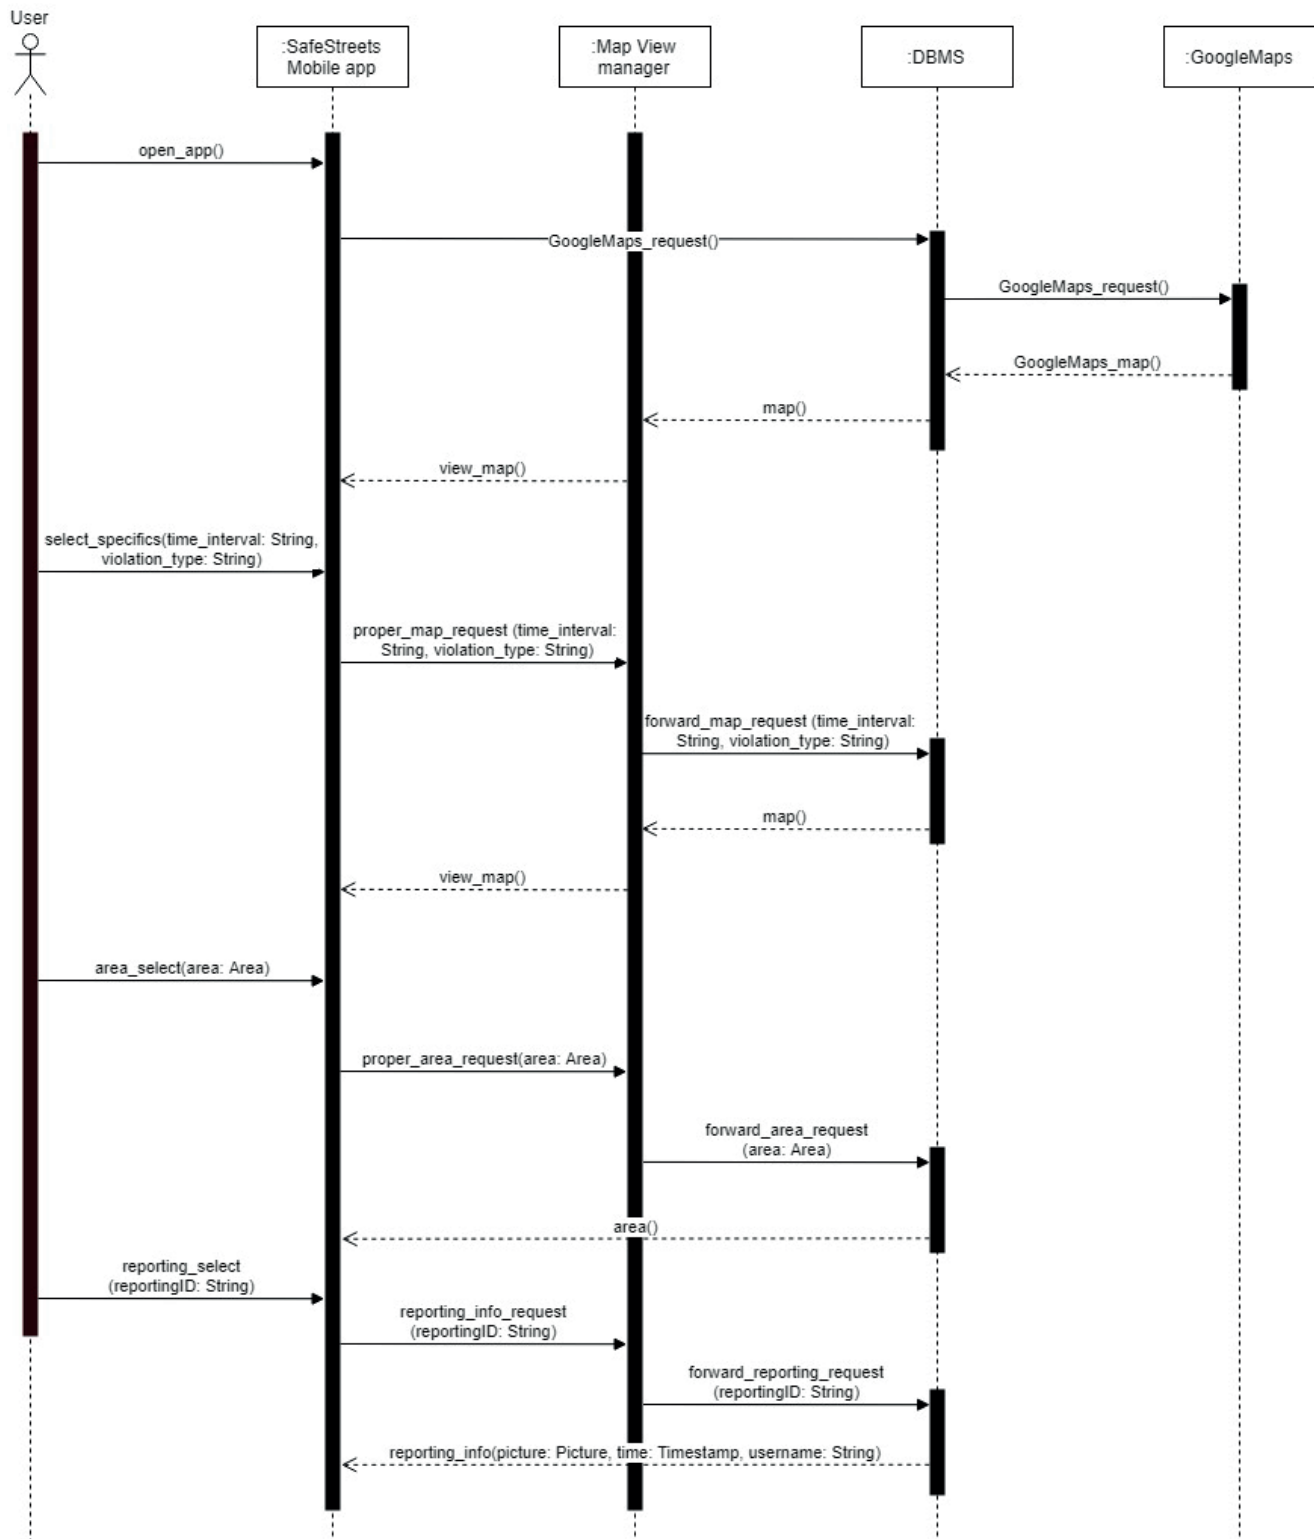 User
:SafeStreets
Mobile app
:Map View
manager
:DBMS
:GoogleMaps
open_app()
GoogleMaps_request()
GoogleMaps_request()
GoogleMaps_map()
map()
view_map()
select_specifics(time_interval: String,
violation_type: String)
proper_map_request (time_interval:
String, violation_type: String)
forward_map_request (time_interval:
String, violation_type: String)
map()
view_map()
area_select(area: Area)
proper_area_request(area: Area)
forward_area_request
(area: Area)
area()
reporting_select
(reportingID: String)
reporting_info_request
(reportingID: String)
forward_reporting_request
(reportingID: String)
reporting_info(picture: Picture, time: Timestamp, username: String)